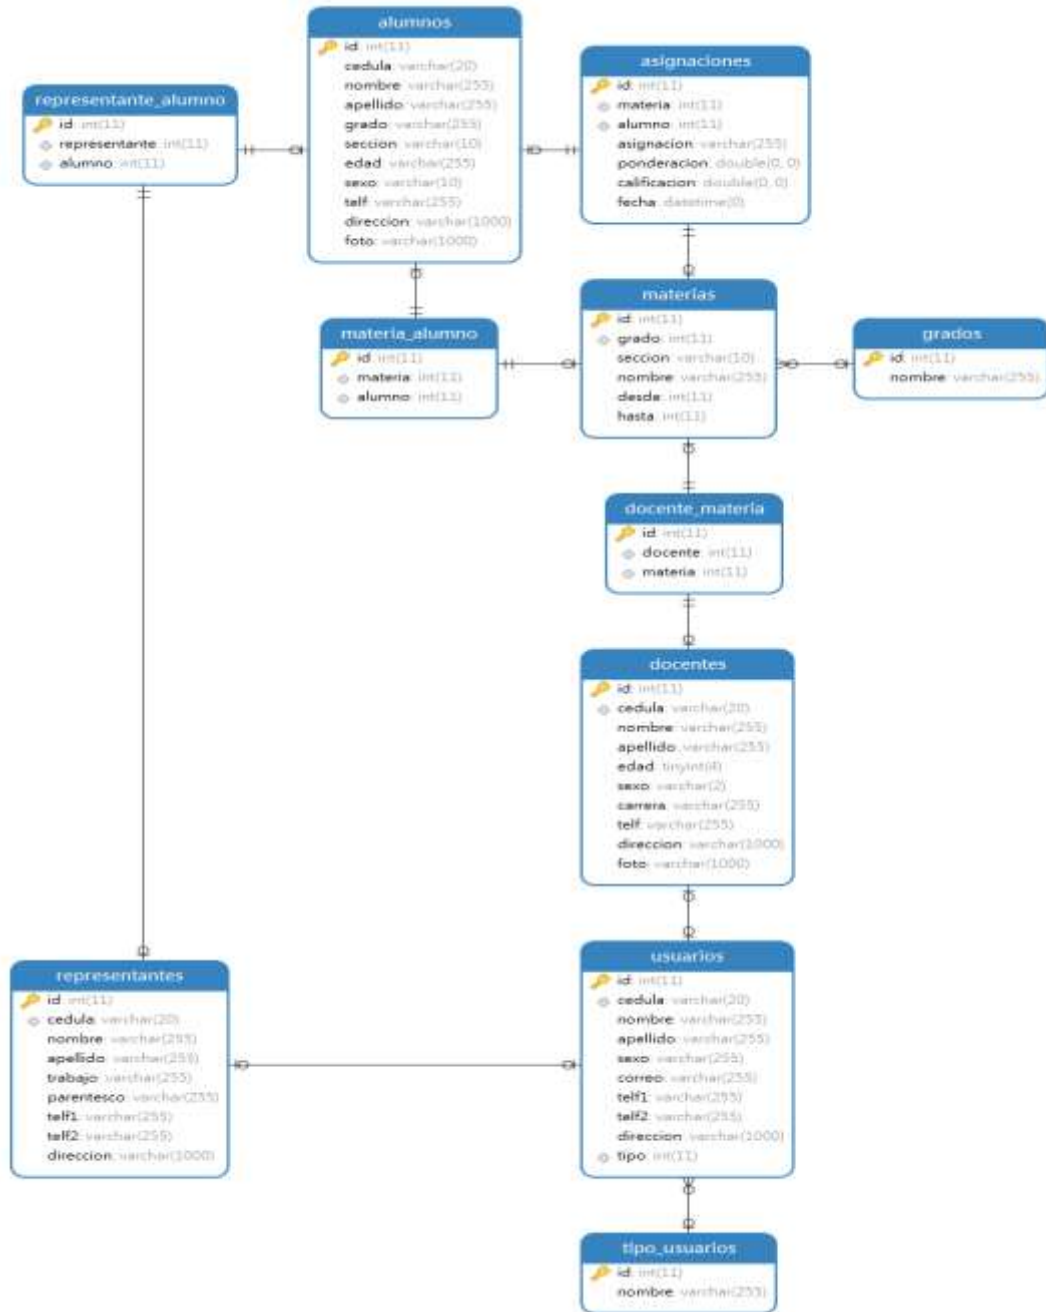 alumnos
id: int(11)
cedula: varchar(20)
nombre: varchar(255)
apellido: varchar(255)
grado: varchar(255)
seccion: varchar(10)
edad: varchar(255)
sexo: varchar(10)
telf: varchar(255)
direccion: varchar(1000)
foto: varchar(1000)
asignaciones
id: int(11)
materia: int(11)
alumno: int(11)
asignacion: varchar(255)
ponderacion: double(0, 0)
calificacion: double(0, 0)
fecha: datetime(0)
representante_alumno
id: int(11)
representante: int(11)
alumno: int(11)
materias
id: int(11)
grado: int(11)
seccion: varchar(10)
nombre: varchar(255)
desde: int(11)
hasta: int(11)
materia_alumno
id: int(11)
materia: int(11)
alumno: int(11)
grados
id: int(11)
nombre: varchar(255)
docente_materia
id: int(11)
docente: int(11)
materia: int(11)
docentes
id: int(11)
cedula: varchar(20)
nombre: varchar(255)
apellido: varchar(255)
edad: tinyint(8)
sexo: varchar(2)
carrera: varchar(255)
telf: varchar(255)
direccion: varchar(1000)
foto: varchar(1000)
representantes
id: int(11)
cedula: varchar(20)
nombre: varchar(255)
apellido: varchar(255)
trabajo: varchar(255)
parentesco: varchar(255)
telf1: varchar(255)
telf2: varchar(255)
direccion: varchar(1000)
usuarios
id: int(11)
cedula: varchar(20)
nombre: varchar(255)
apellido: varchar(255)
sexo: varchar(255)
correo: varchar(255)
telf1: varchar(255)
telf2: varchar(255)
direccion: varchar(1000)
tipo: int(11)
tipo_usuarios
id: int(11)
nombre: varchar(255)